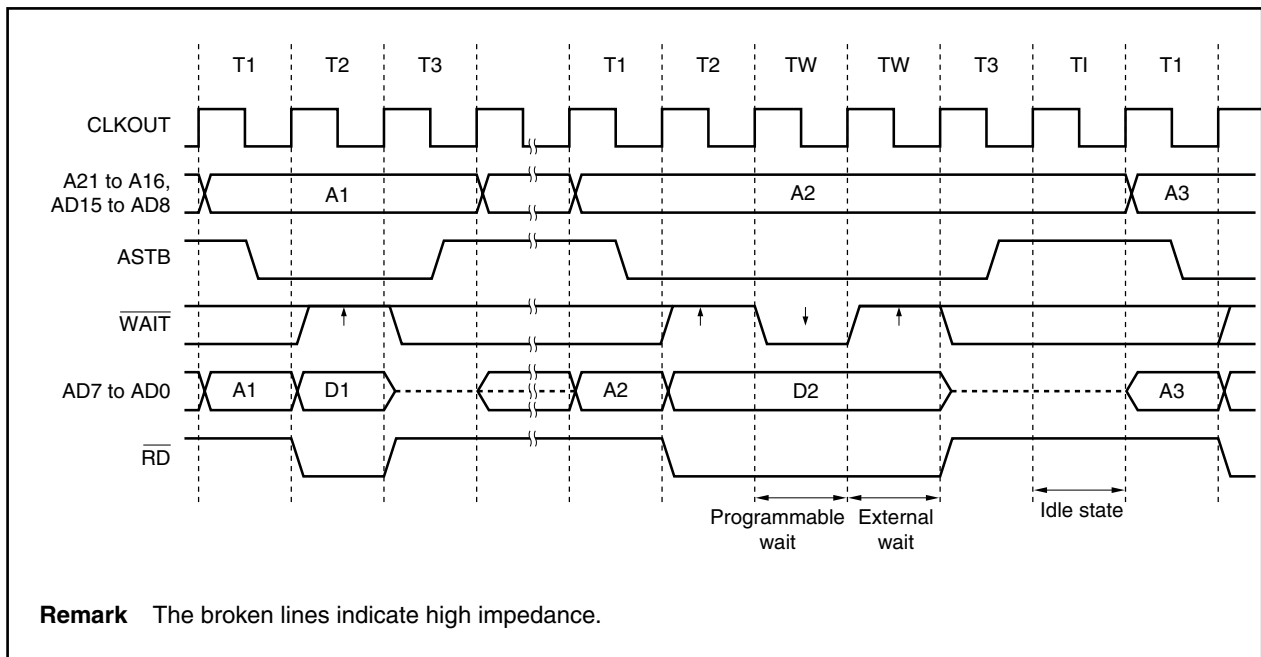 T1 T2 T3 T1 T2 TW TW T3 TI T1
CLKOUT
A21 to A16,
AD15 to AD8
A1 A2 A3
ASTB
WAIT
AD7 to AD0 A1 D1 A2 D2 A3
RD
Programmable
wait
External
wait
Idle state
Remark The broken lines indicate high impedance.